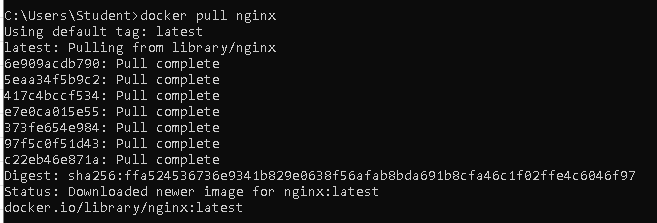 C:\Users\Student>docker pull nginx
Using default tag: latest
latest: Pulling from library/nginx
6e909acdb790: Pull complete
5eaa34f5b9c2: Pull complete
417c4bccf534: Pull complete
e7e0ca015e55: Pull complete
373fe654e984: Pull complete
97f5c0f51d43: Pull complete
c22eb46e871a: Pull complete
Digest: sha256:ffa524536736e9341b829e0638f56afab8bda691b8cfa46c1f02ffe4c6046f97
Status: Downloaded newer image for nginx:latest
docker.io/library/nginx:latest